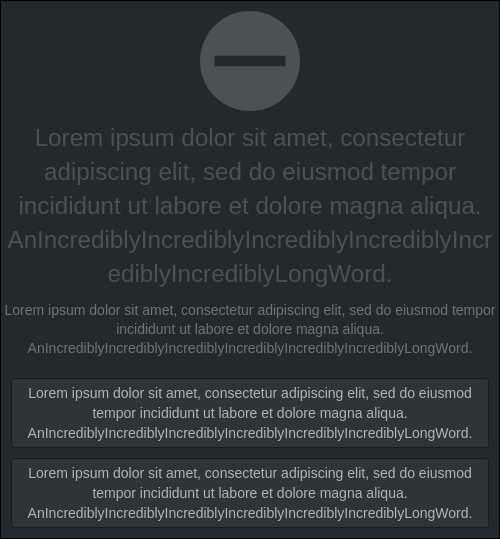 Lorem ipsum dolor sit amet, consectetur
adipiscing elit, sed do eiusmod tempor
incididunt ut labore et dolore magna aliqua.
AnIncrediblyIncrediblyIncrediblyIncrediblyIncr
ediblyIncrediblyLongWord.
Lorem ipsum dolor sit amet, consectetur adipiscing elit, sed do eiusmod tempor
incididunt ut labore et dolore magna aliqua.
AnIncrediblyIncrediblyIncrediblyIncrediblyIncrediblyIncrediblyLongWord.
Lorem ipsum dolor sit amet, consectetur adipiscing elit, sed do eiusmod
tempor incididunt ut labore et dolore magna aliqua.
AnIncrediblyIncrediblyIncrediblyIncrediblyIncrediblyIncrediblyLongWord.
Lorem ipsum dolor sit amet, consectetur adipiscing elit, sed do eiusmod
tempor incididunt ut labore et dolore magna aliqua.
AnIncrediblyIncrediblyIncrediblyIncrediblyIncrediblyIncrediblyLongWord.